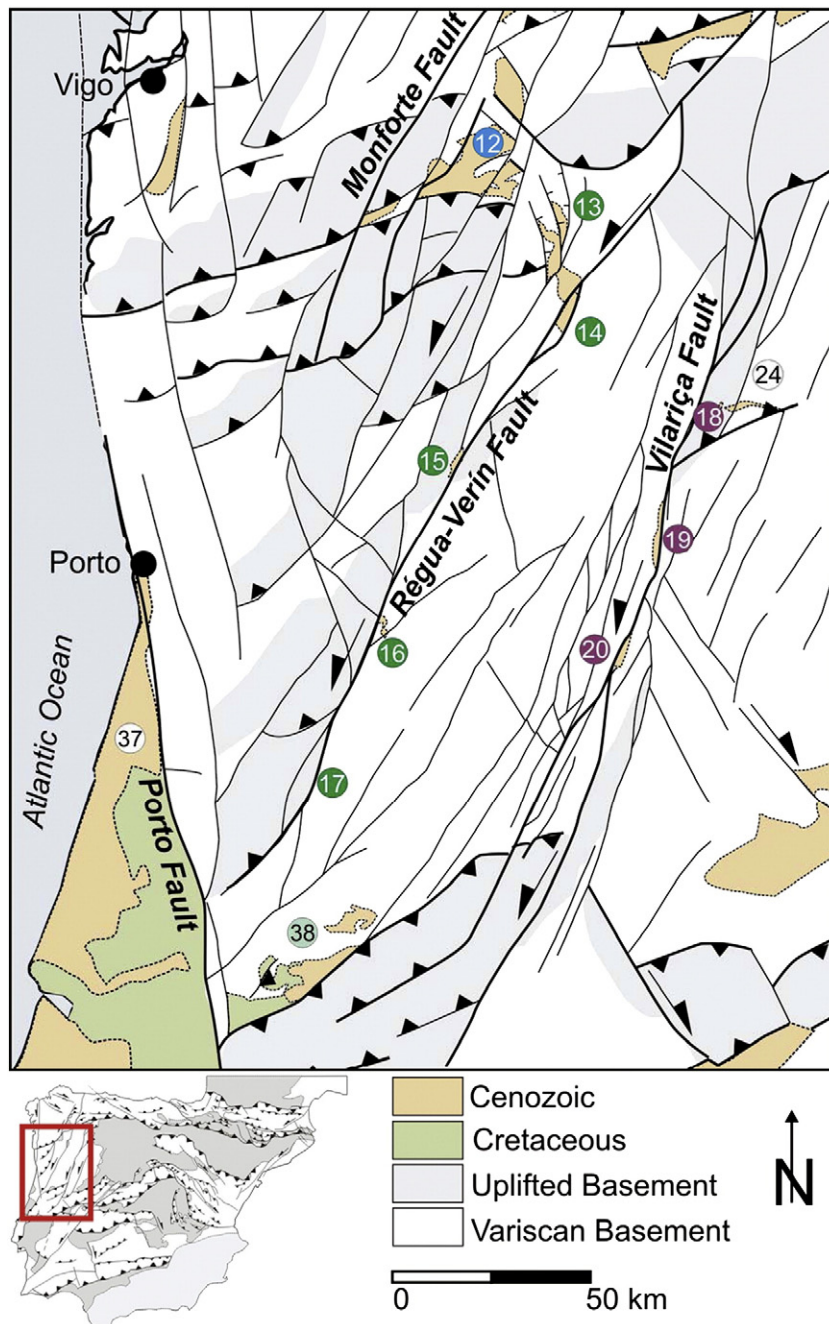 Vigo
Monforte Fault
12
13
14
Vilariça Fault
24
18
15
Régua-Verín Fault
19
Porto
16
20
Atlantic Ocean
37
17
Porto Fault
38
Cenozoic
Cretaceous
Uplifted Basement
Variscan Basement
N
0 50 km